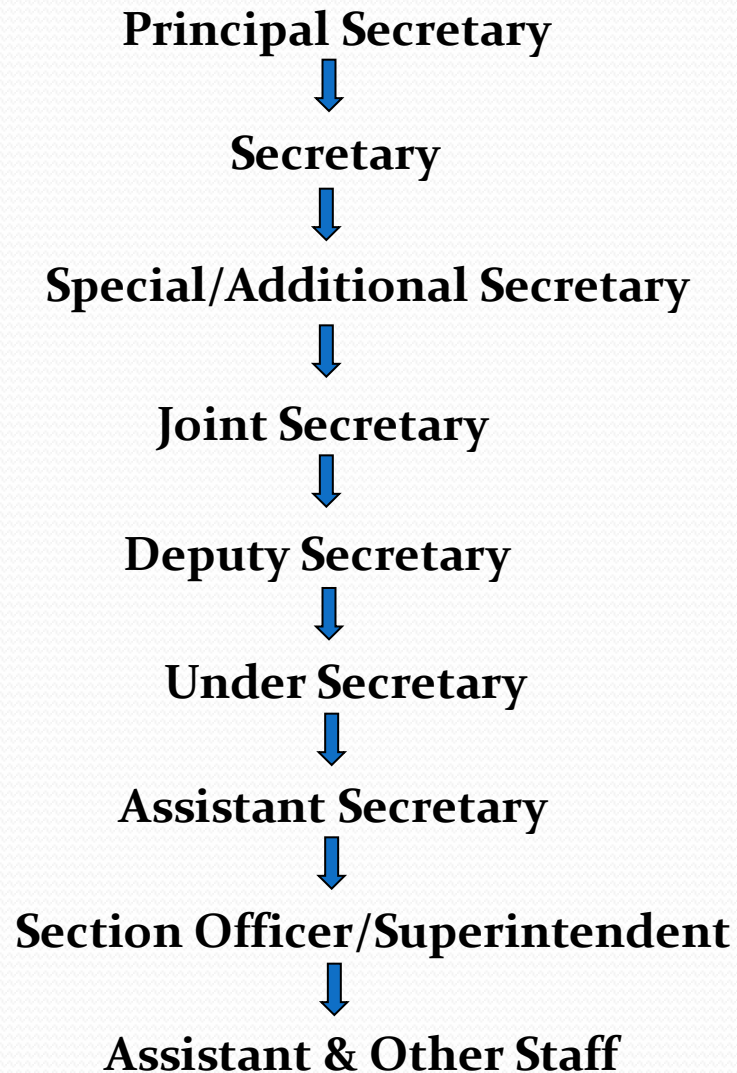 Principal Secretary
Secretary
Special/Additional Secretary
Joint Secretary
Deputy Secretary
Under Secretary
Assistant Secretary
Section Officer/Superintendent
Assistant & Other Staff